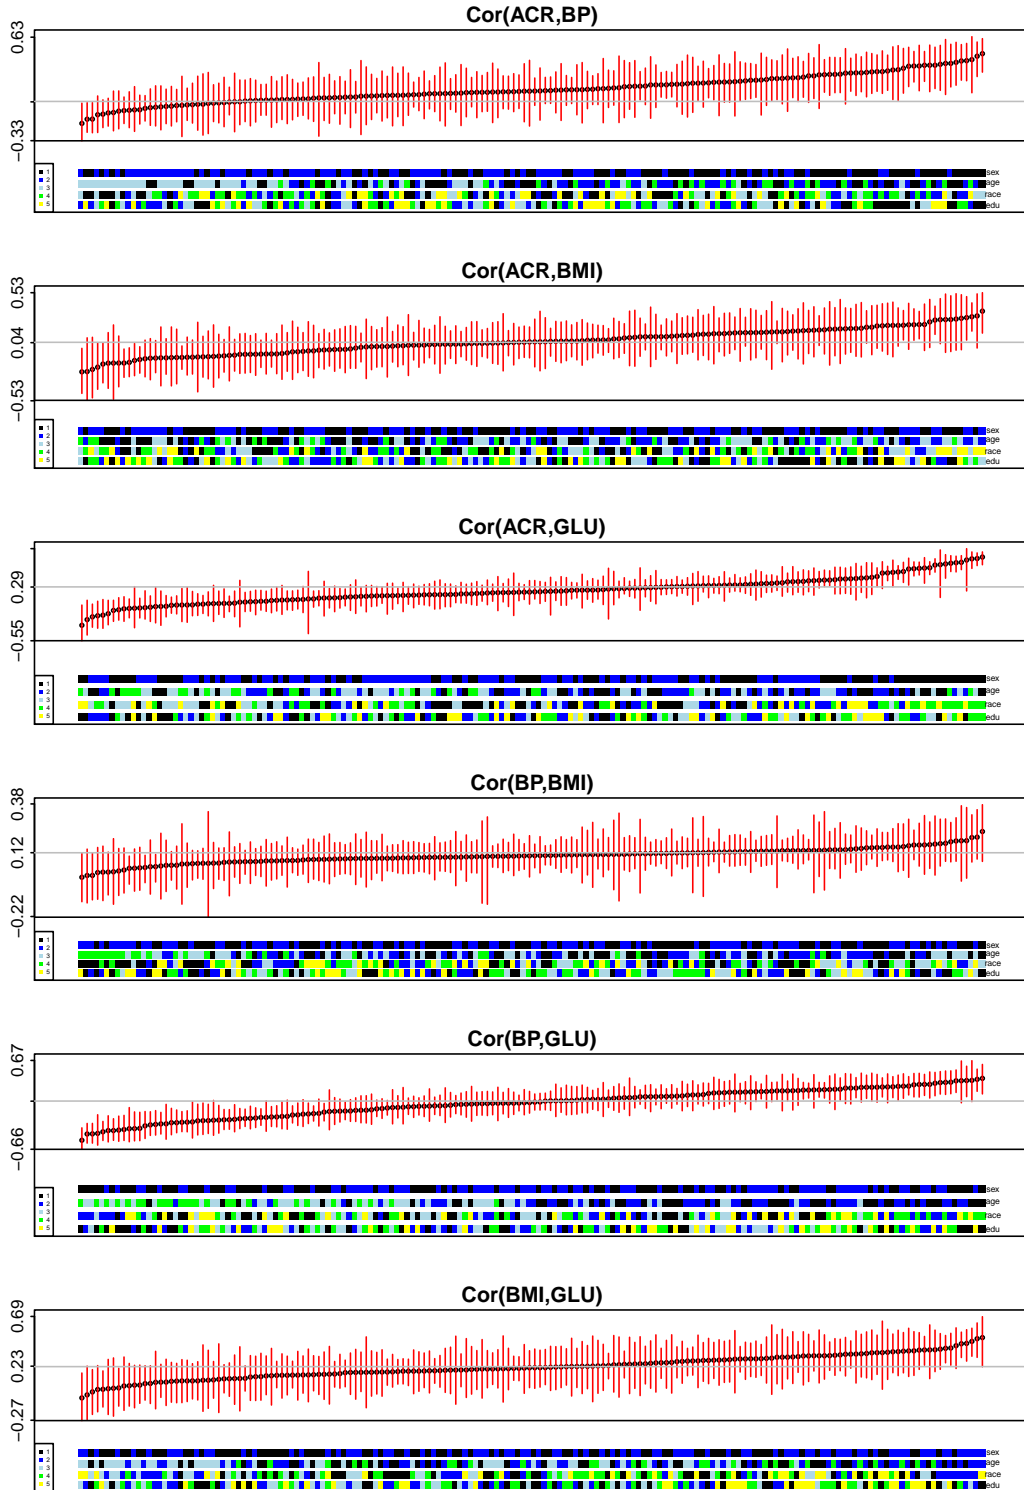 Cor(ACR,BP)
0.63
−0.33
1
2
3
4
5
sex
age
race
edu
Cor(ACR,BMI)
0.53
0.04
−0.53
1
2
3
4
5
sex
age
race
edu
Cor(ACR,GLU)
0.29
−0.55
1
2
3
4
5
sex
age
race
edu
Cor(BP,BMI)
0.38
0.12
−0.22
1
2
3
4
5
sex
age
race
edu
Cor(BP,GLU)
0.67
−0.66
1
2
3
4
5
sex
age
race
edu
Cor(BMI,GLU)
0.69
0.23
−0.27
1
2
3
4
5
sex
age
race
edu